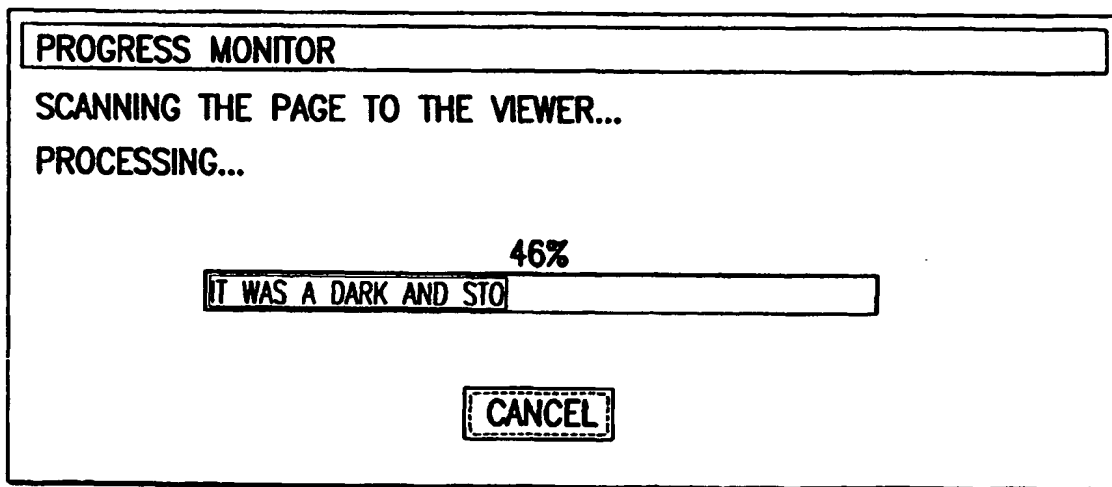 PROGRESS MONITOR
SCANNING THE PAGE TO THE VIEWER...
PROCESSING...
46%
IT WAS A DARK AND STO
CANCEL